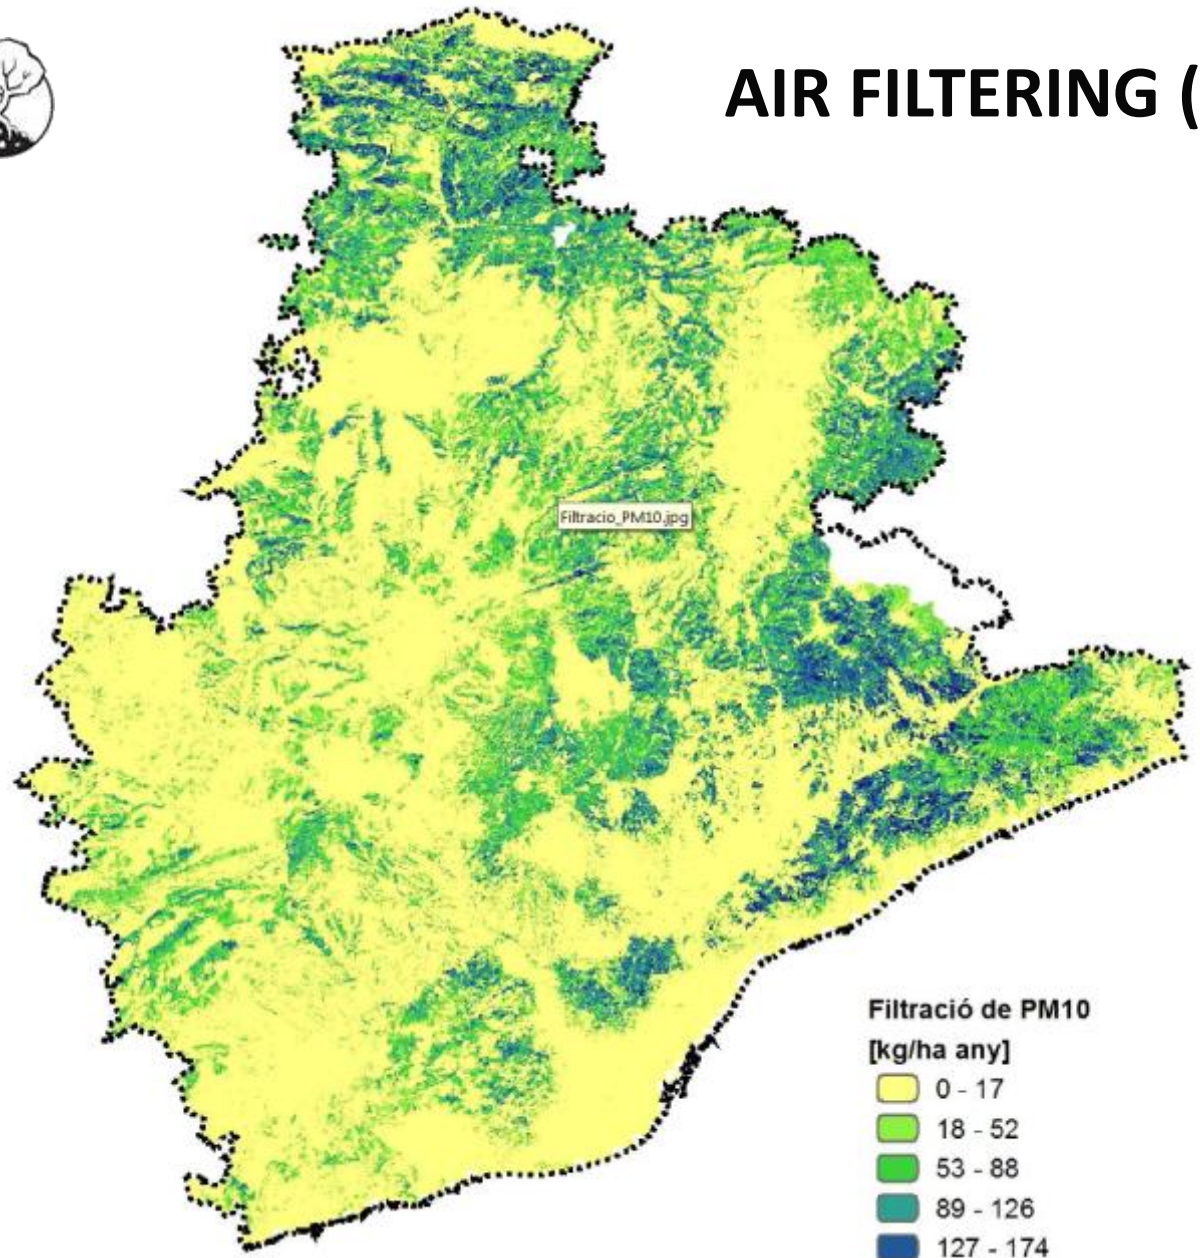 AIR FILTERING (
Filtracio_PM10.jpg
Filtració de PM10
[kg/ha any]
0 - 17
18 - 52
53 - 88
89 - 126
127 - 174